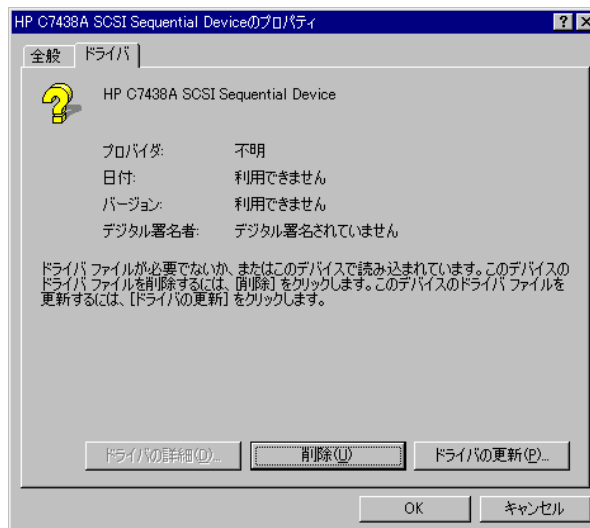 HP C7438A SCSI Sequential Deviceのプロパティ
全般 ドライバ
HP C7438A SCSI Sequential Device
プロバイダ: 不明
日付: 利用できません
バージョン: 利用できません
デジタル署名者: デジタル署名されていません
ドライバ ファイルが必要でないか、またはこのデバイスで読み込まれています。このデバイスの
ドライバ ファイルを削除するには、[削除] をクリックします。このデバイスのドライバ ファイルを
更新するには、[ドライバの更新] をクリックします。
ドライバの詳細(D)... 削除(U) ドライバの更新(P)...
OK キャンセル